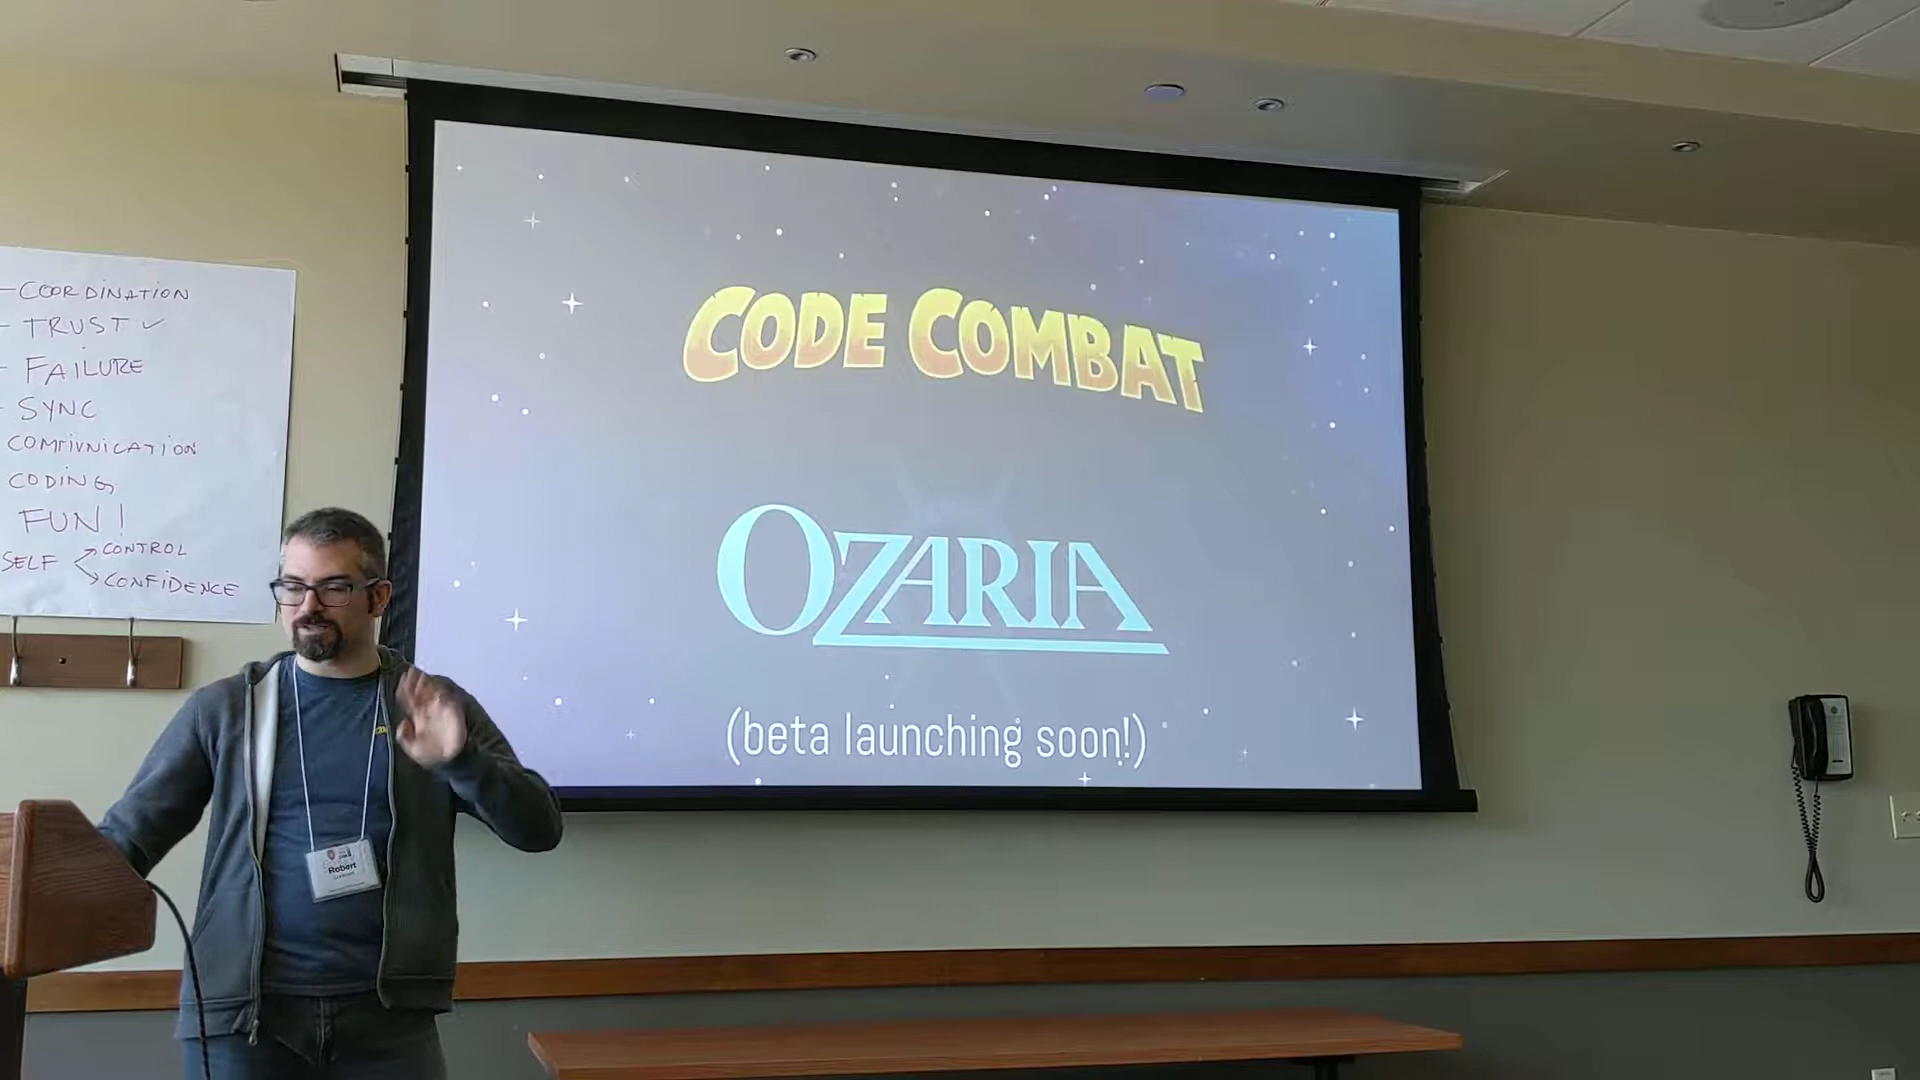 - COORDINATION
- TRUST ✓
- FAILURE
- SYNC
COMMUNICATION
CODING
FUN!
SELF
CONTROL
CONFIDENCE
CODE COMBAT
OZARIA
(beta launching soon!)
Robert